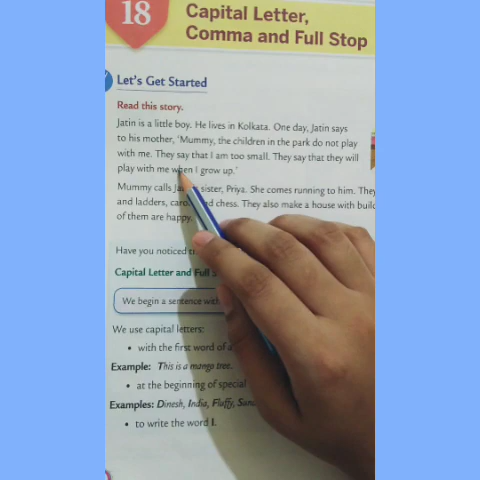 18
Capital Letter,
Comma and Full Stop
Let's Get Started
Read this story.
Jatin is a little boy. He lives in Kolkata. One day, Jatin says
to his mother, 'Mummy, the children in the park do not play
with me. They say that I am too small. They say that they will
play with me when I grow up.'
Mummy calls sister, Priya. She comes running to him. They
and ladders, chess. They also make a house with
of them are happy.
Have you noticed
Capital Letter and Full
We begin a sentence with
We use capital letters:
• with the first word of
Example: This is a mango tree.
• at the beginning of special
Examples: Dinesh, India, Fluffy,
• to write the word I.